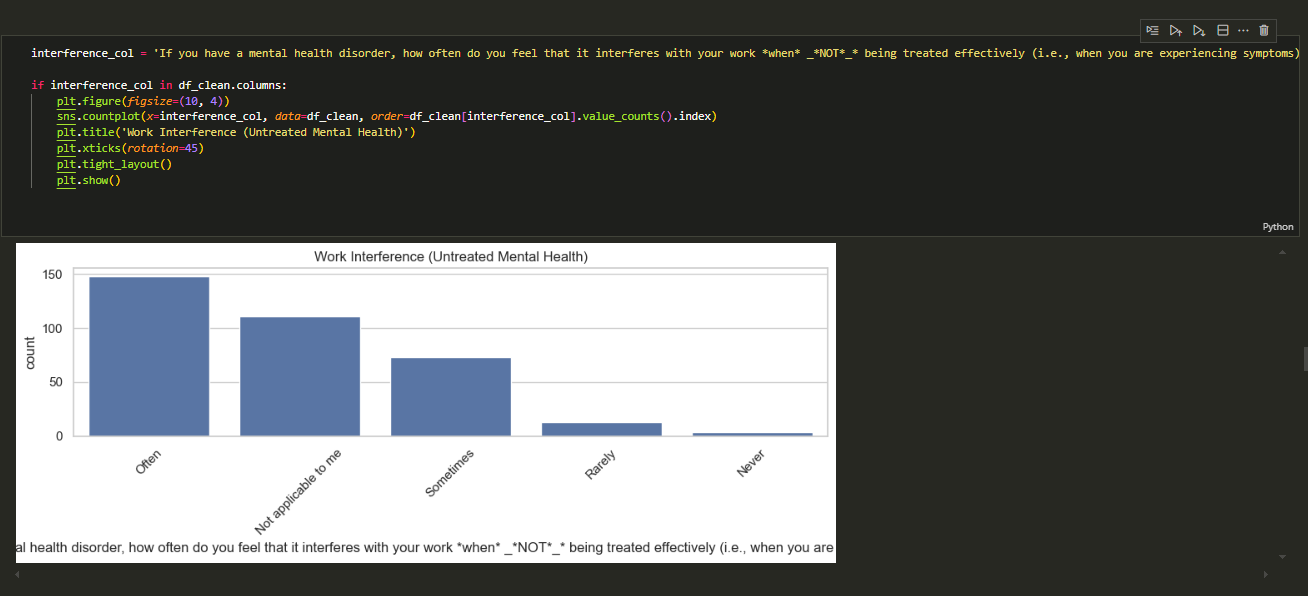 interference_col = 'If you have a mental health disorder, how often do you feel that it interferes with your work *when* _*NOT*_* being treated effectively (i.e., when you are experiencing symptoms)
if interference_col in df_clean.columns:
plt.figure(figsize=(10, 4))
sns.countplot(x=interference_col, data=df_clean, order=df_clean[interference_col].value_counts().index)
plt.title('Work Interference (Untreated Mental Health)')
plt.xticks(rotation=45)
plt.tight_layout()
plt.show()
Python
Work Interference (Untreated Mental Health)
150
100
50
0
count
Often
Not applicable to me
Sometimes
Rarely
Never
al health disorder, how often do you feel that it interferes with your work *when* _*NOT*_* being treated effectively (i.e., when you are